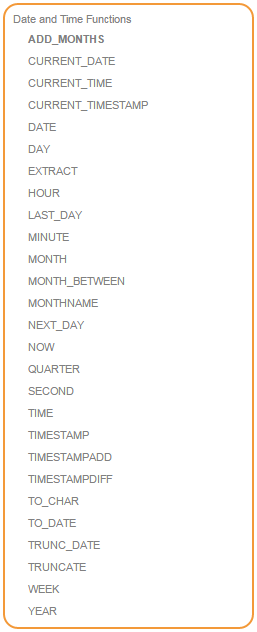 Date and Time Functions
ADD_MONTHS
CURRENT_DATE
CURRENT_TIME
CURRENT_TIMESTAMP
DATE
DAY
EXTRACT
HOUR
LAST_DAY
MINUTE
MONTH
MONTH_BETWEEN
MONTHNAME
NEXT_DAY
NOW
QUARTER
SECOND
TIME
TIMESTAMP
TIMESTAMPADD
TIMESTAMPDIFF
TO_CHAR
TO_DATE
TRUNC_DATE
TRUNCATE
WEEK
YEAR